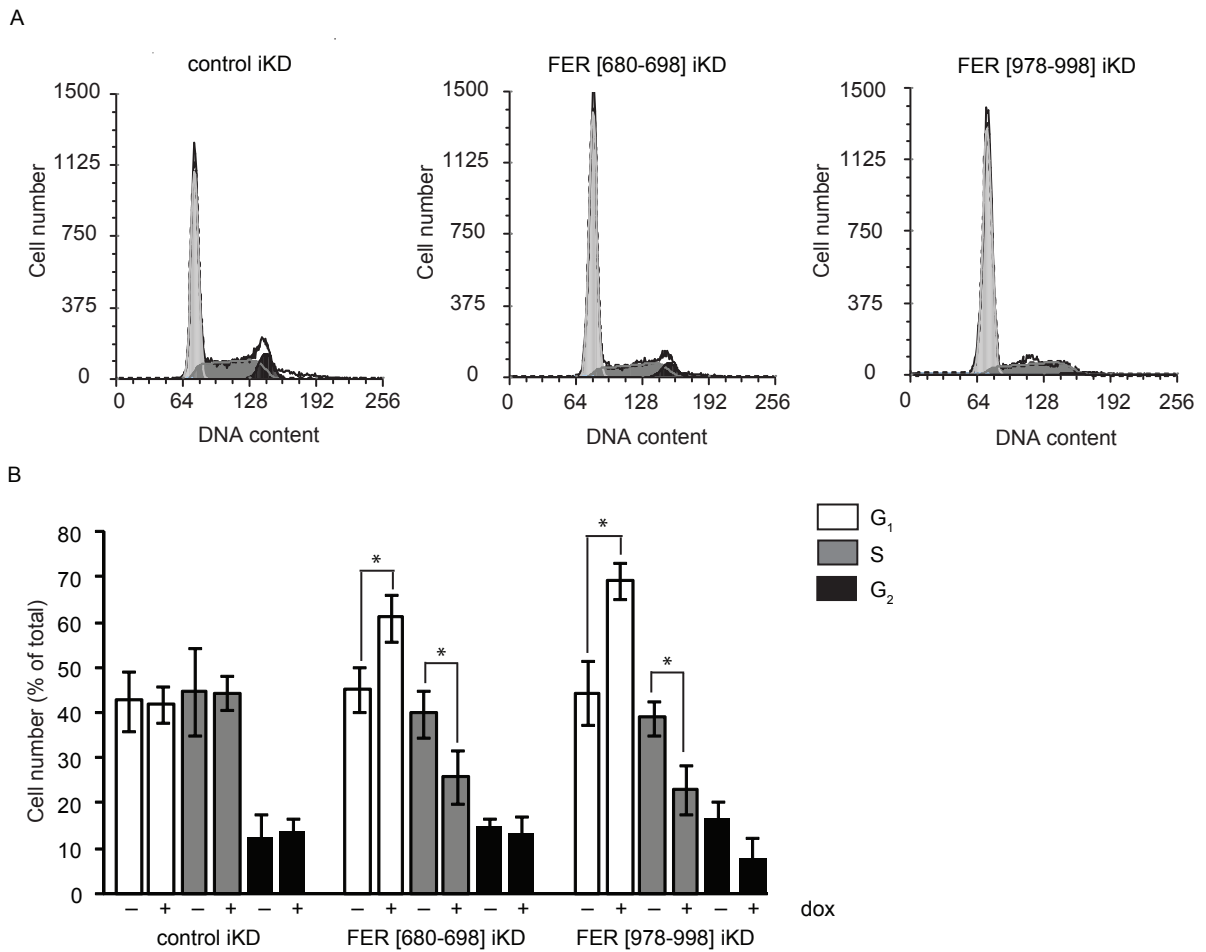 A
control iKD
FER [680-698] iKD
FER [978-998] iKD
1500
1125
750
375
0
Cell number
0 64 128 192 256
DNA content
1500
1125
750
375
0
Cell number
0 64 128 192 256
DNA content
1500
1125
750
375
0
Cell number
0 64 128 192 256
DNA content
B
G1
S
G2
80
70
60
50
40
30
20
10
0
Cell number (% of total)
* * * *
– + – + – + – + – + – + – + – + – + dox
control iKD FER [680-698] iKD FER [978-998] iKD